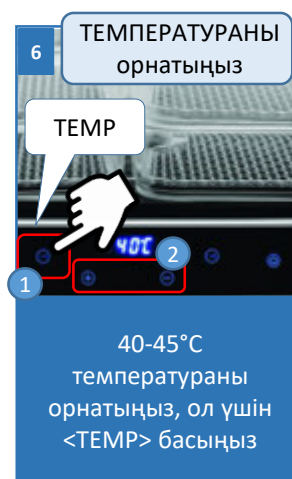 6
ТЕМПЕРАТУРАНЫ
орнатыңыз
TEMP
40℃
1
2
40-45°C
температураны
орнатыңыз, ол үшін
<TEMP> басыңыз